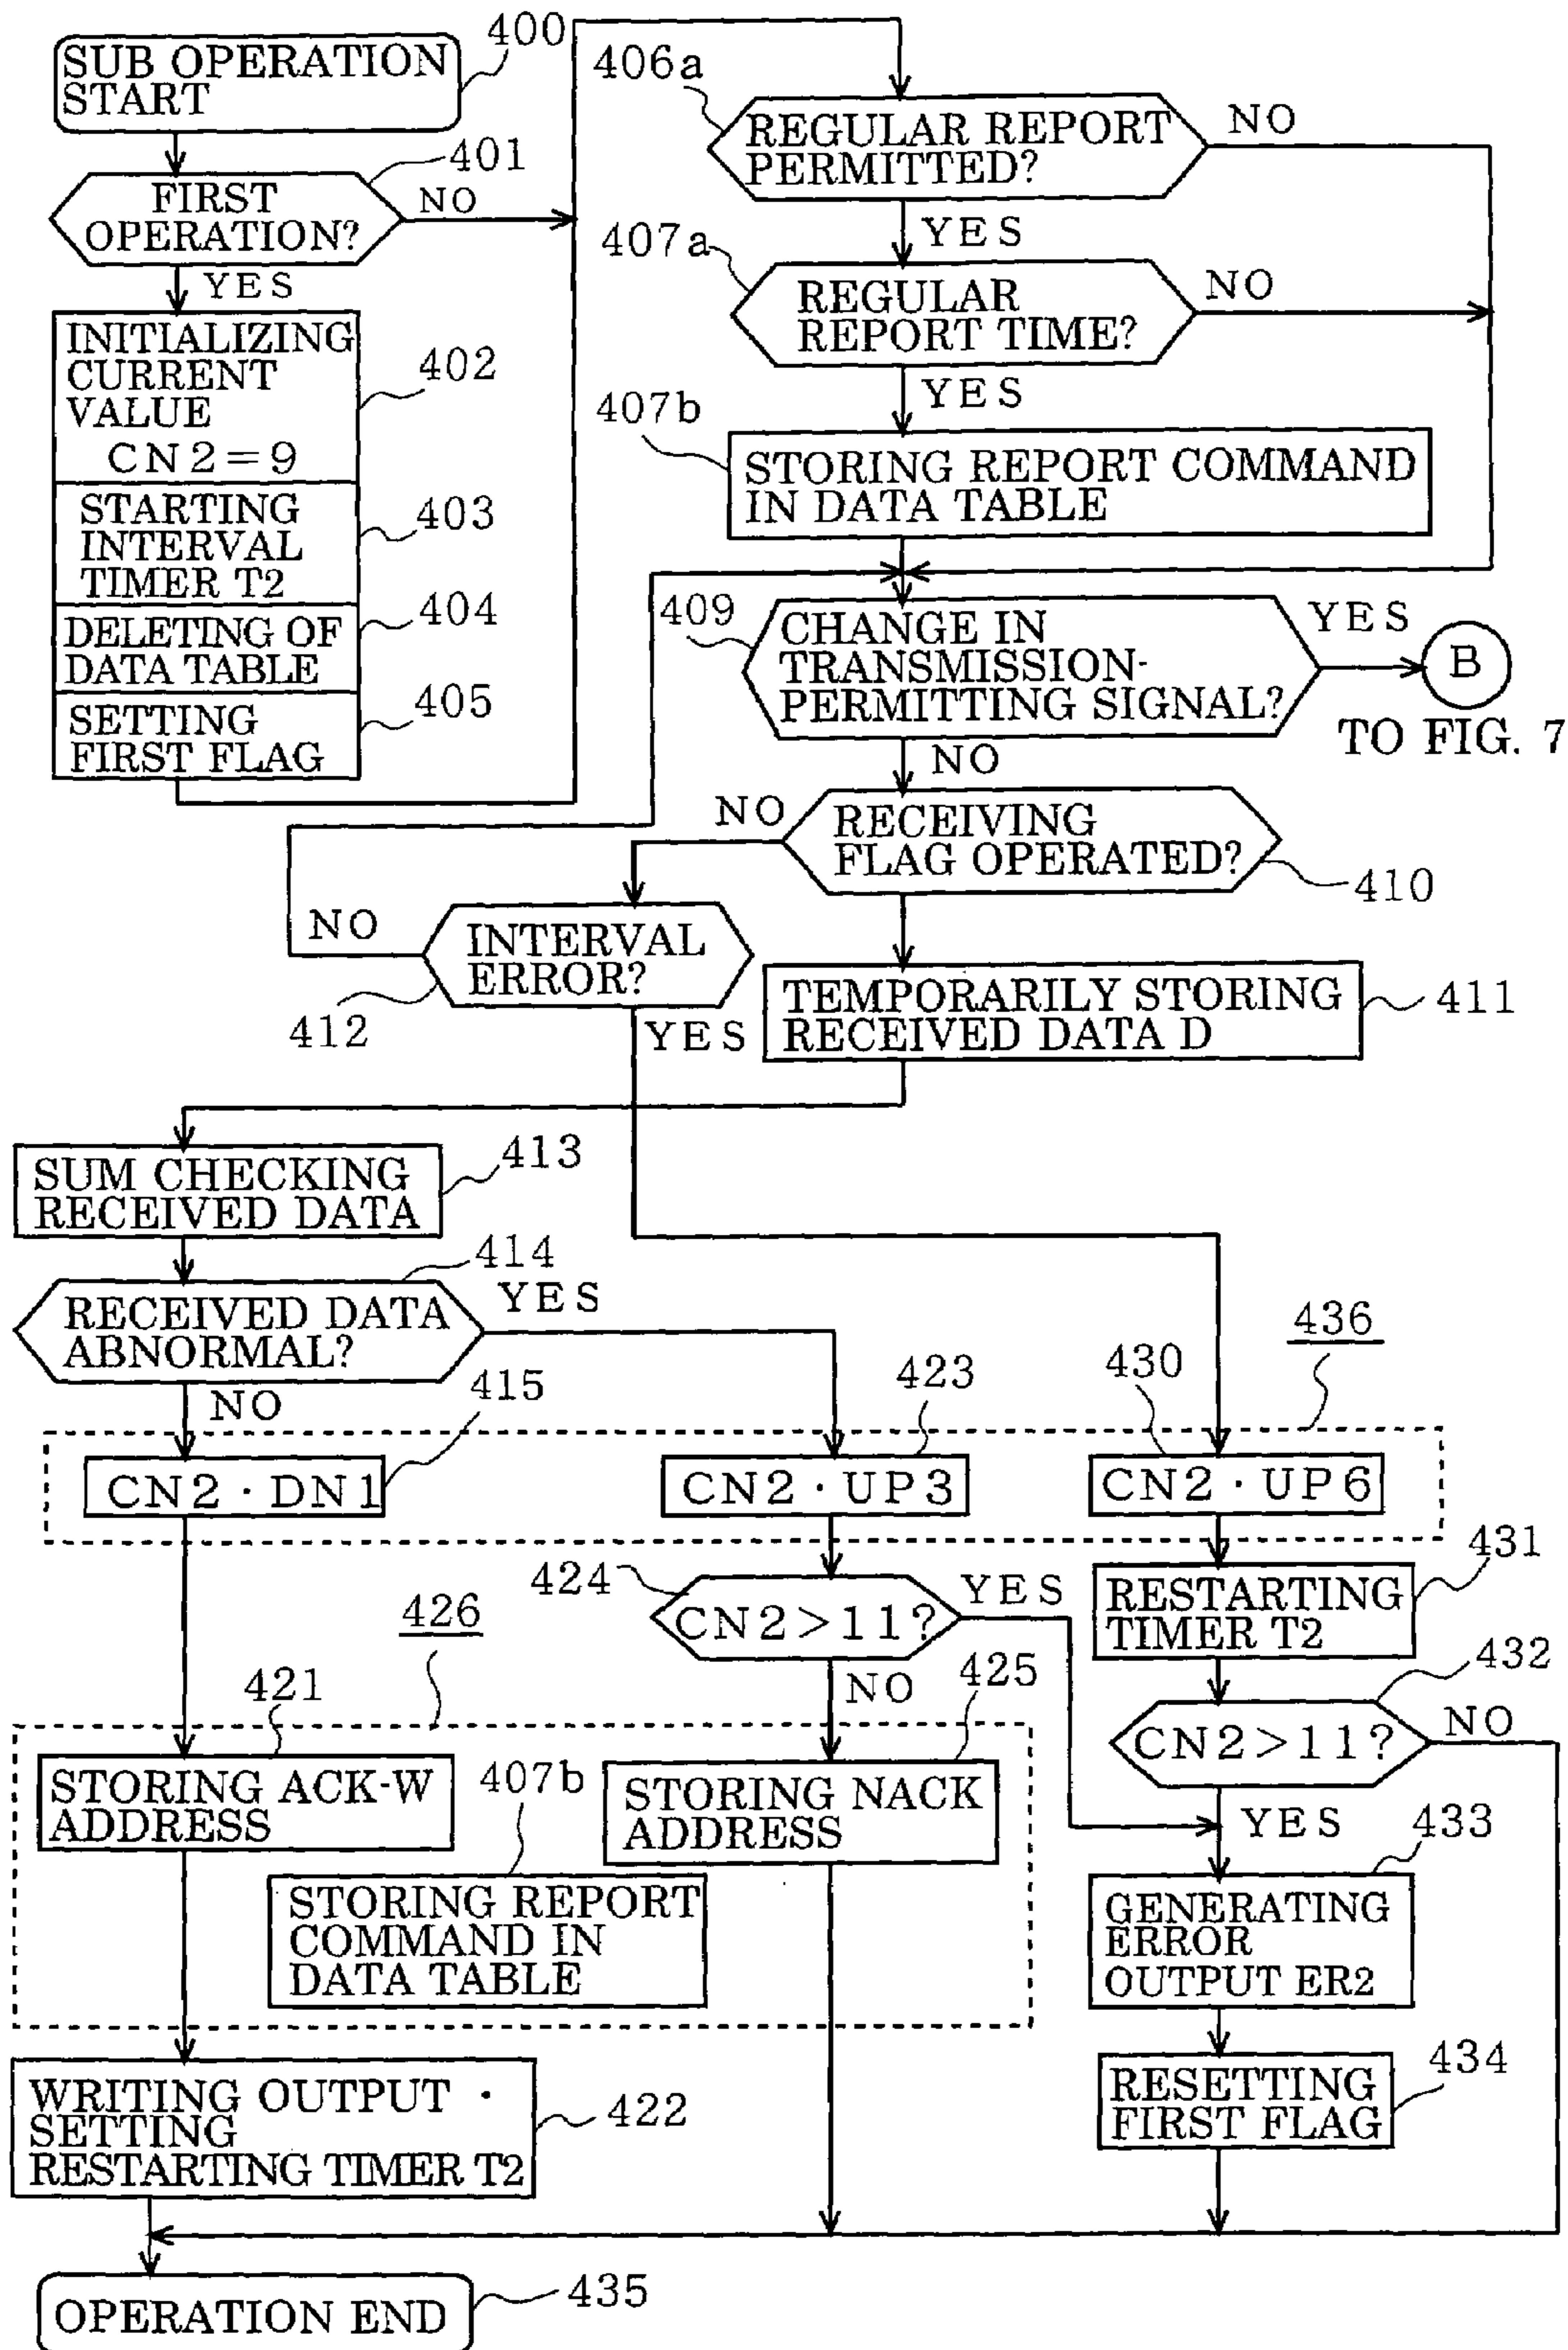 SUB OPERATION
START
400
FIRST
OPERATION?
401
NO
YES
INITIALIZING
CURRENT
VALUE
CN2=9
402
STARTING
INTERVAL
TIMER T2
403
DELETING OF
DATA TABLE
404
SETTING
FIRST FLAG
405
406a
REGULAR REPORT
PERMITTED?
NO
YES
407a
REGULAR
REPORT TIME?
NO
YES
407b
STORING REPORT COMMAND
IN DATA TABLE
409
CHANGE IN
TRANSMISSION-
PERMITTING SIGNAL?
YES
B
TO FIG. 7
NO
RECEIVING
FLAG OPERATED?
NO
410
INTERVAL
ERROR?
NO
412
YES
TEMPORARILY STORING
RECEIVED DATA D
411
SUM CHECKING
RECEIVED DATA
413
414
RECEIVED DATA
ABNORMAL?
YES
NO
415
423
430
436
CN2・DN1
CN2・UP3
CN2・UP6
424
CN2>11?
YES
NO
RESTARTING
TIMER T2
431
432
CN2>11?
NO
YES
426
421
STORING ACK-W
ADDRESS
425
STORING NACK
ADDRESS
407b
STORING REPORT
COMMAND IN
DATA TABLE
433
GENERATING
ERROR
OUTPUT ER2
434
RESETTING
FIRST FLAG
WRITING OUTPUT・
SETTING
RESTARTING TIMER T2
422
OPERATION END
435